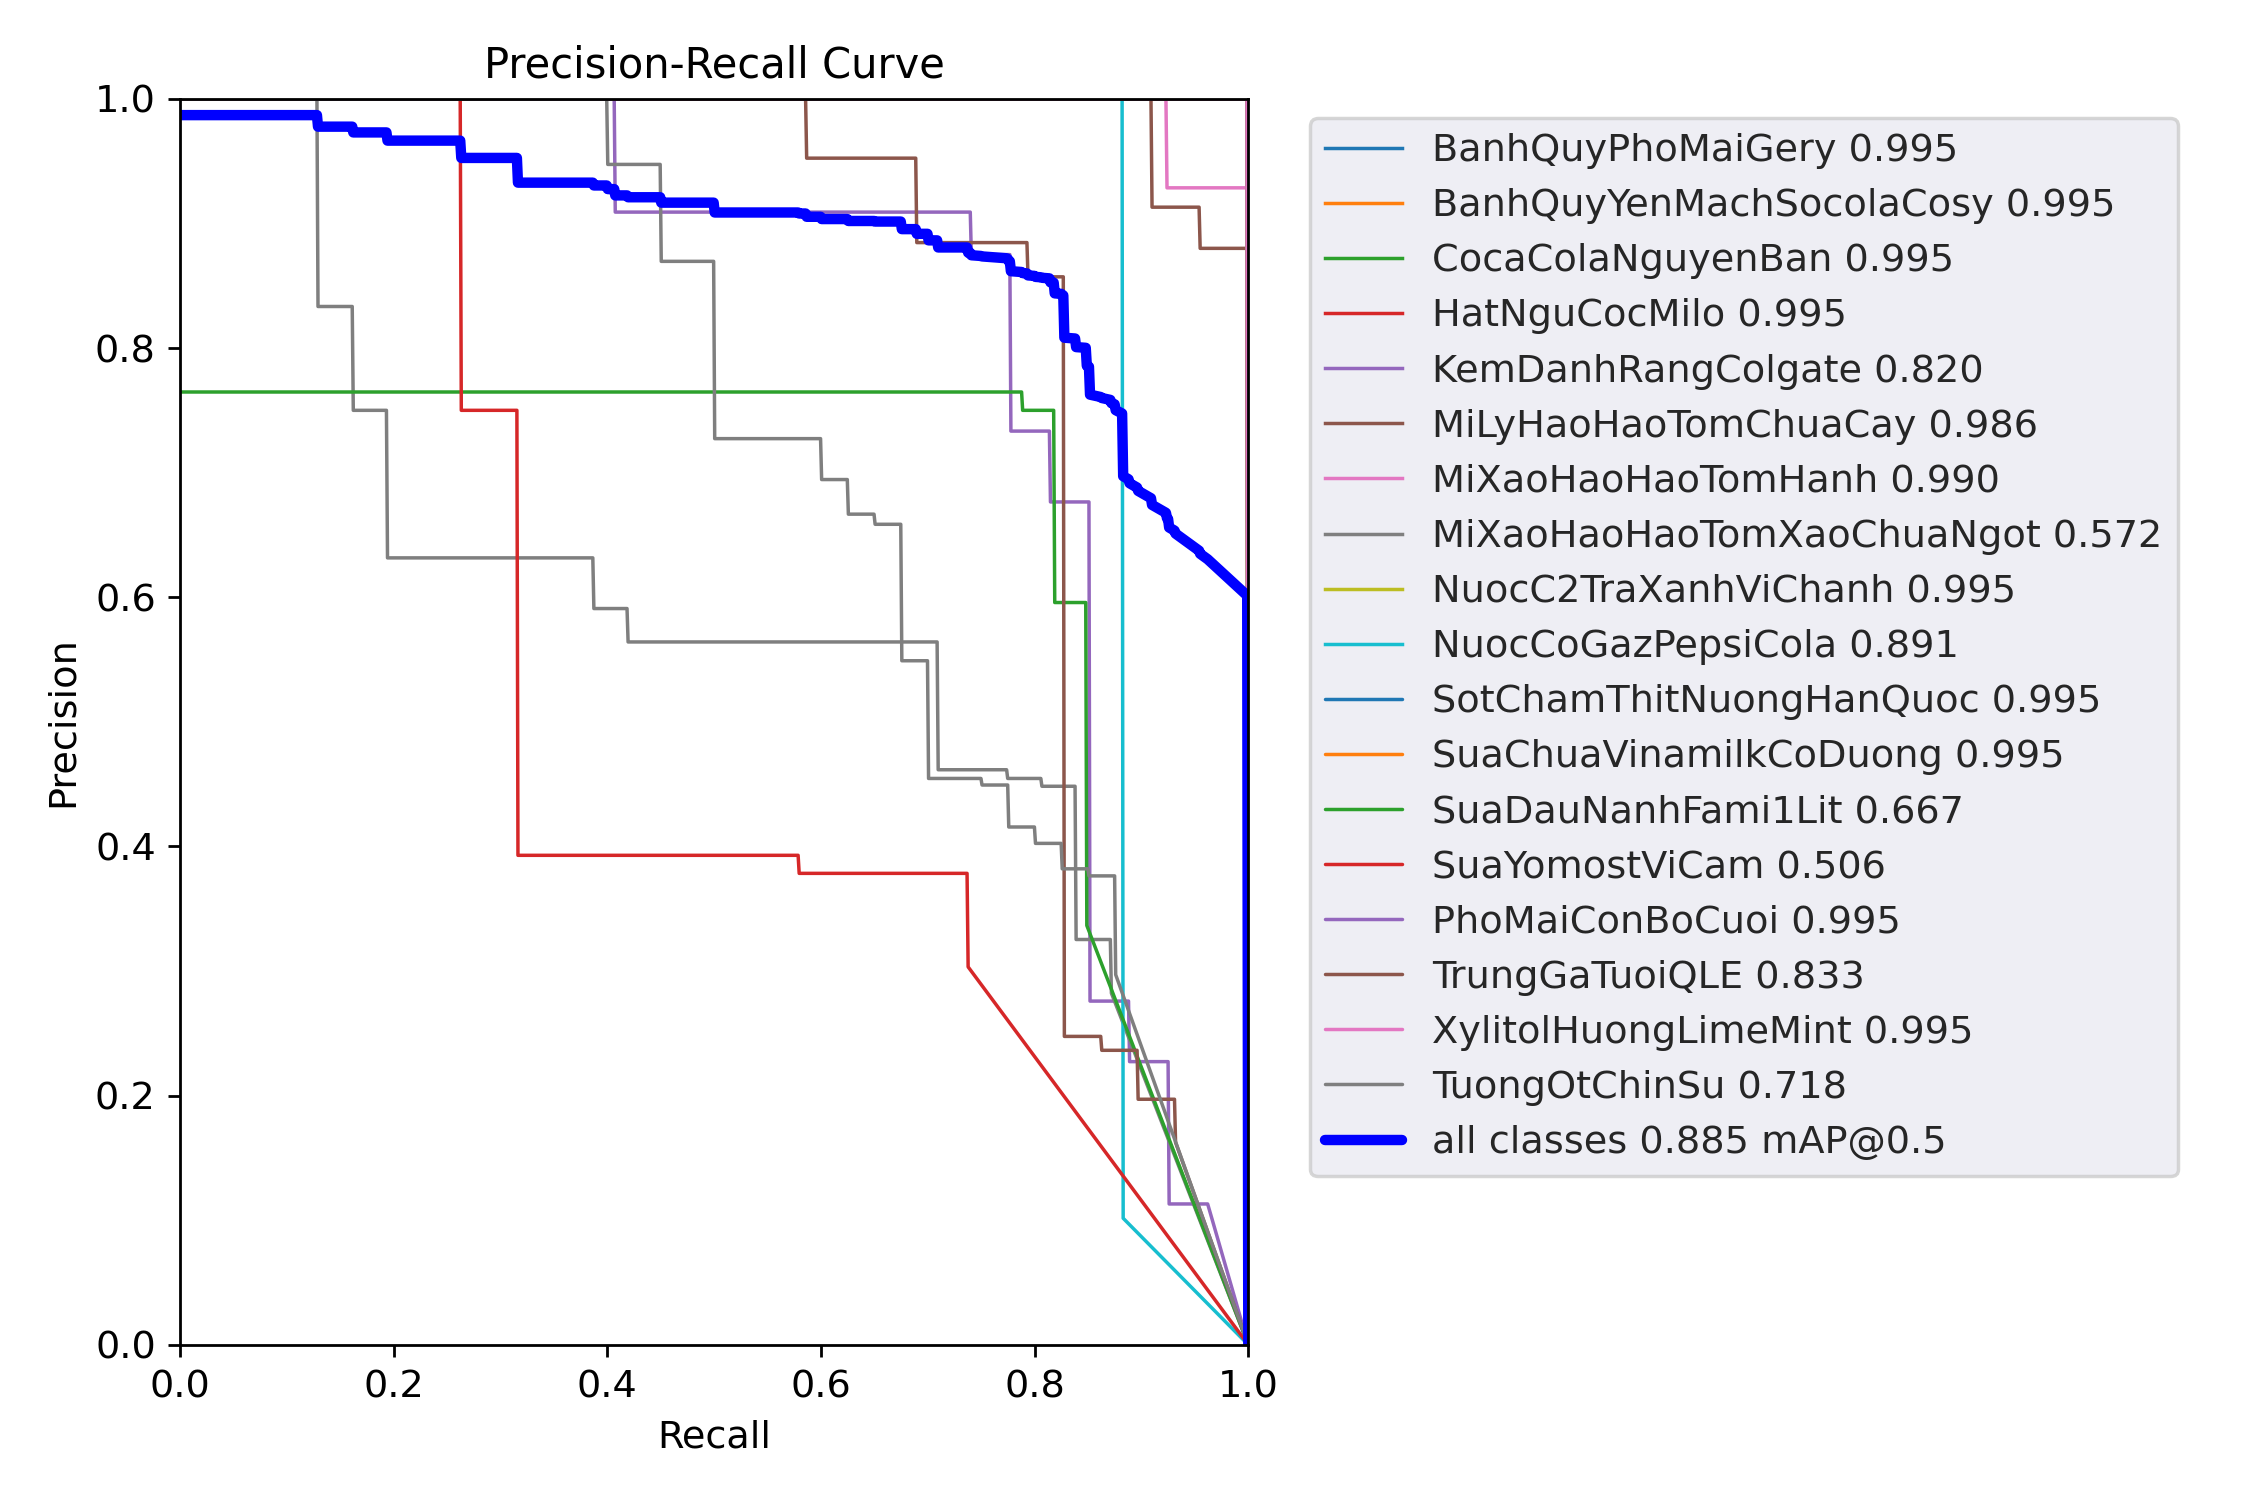 Precision-Recall Curve
1.0
0.8
0.6
0.4
0.2
0.0
Precision
0.0 0.2 0.4 0.6 0.8 1.0
Recall
BanhQuyPhoMaiGery 0.995
BanhQuyYenMachSocolaCosy 0.995
CocaColaNguyenBan 0.995
HatNguCocMilo 0.995
KemDanhRangColgate 0.820
MiLyHaoHaoTomChuaCay 0.986
MiXaoHaoHaoTomHanh 0.990
MiXaoHaoHaoTomXaoChuaNgot 0.572
NuocC2TraXanhViChanh 0.995
NuocCoGazPepsiCola 0.891
SotChamThitNuongHanQuoc 0.995
SuaChuaVinamilkCoDuong 0.995
SuaDauNanhFami1Lit 0.667
SuaYomostViCam 0.506
PhoMaiConBoCuoi 0.995
TrungGaTuoiQLE 0.833
XylitolHuongLimeMint 0.995
TuongOtChinSu 0.718
all classes 0.885 mAP@0.5